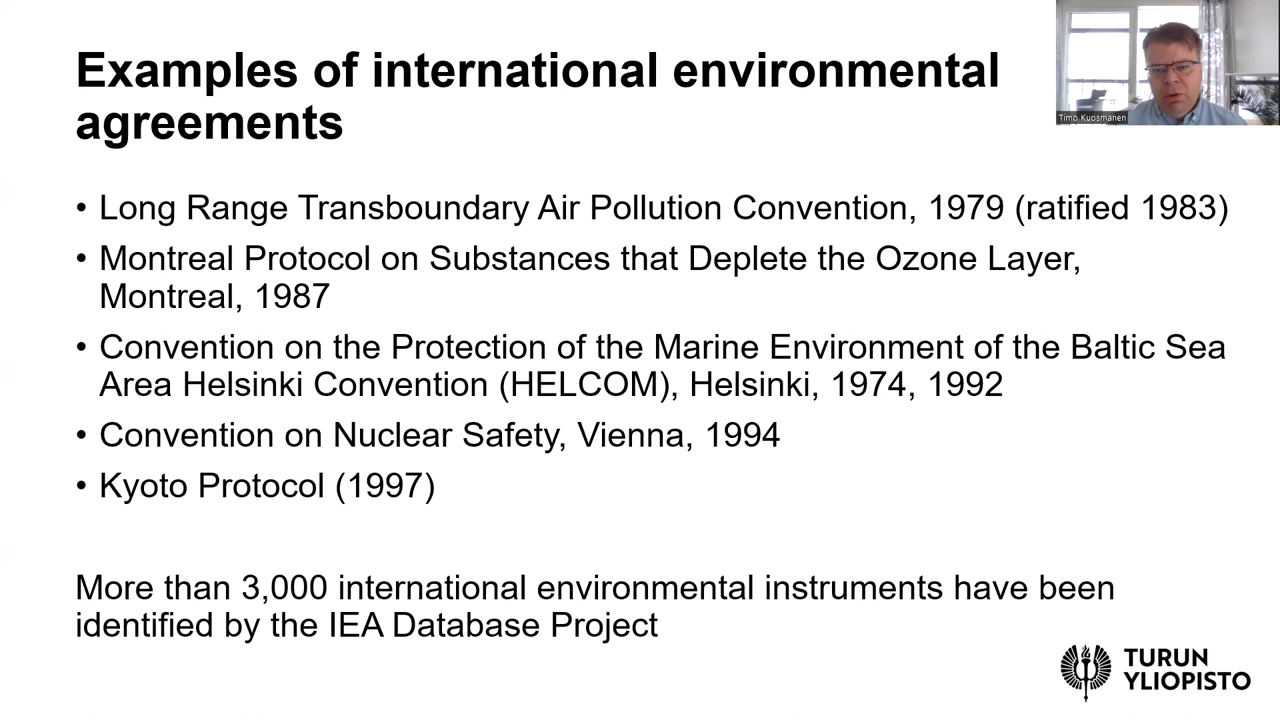 Examples of international environmental
agreements
Timo Kuosmanen
• Long Range Transboundary Air Pollution Convention, 1979 (ratified 1983)
• Montreal Protocol on Substances that Deplete the Ozone Layer,
Montreal, 1987
• Convention on the Protection of the Marine Environment of the Baltic Sea
Area Helsinki Convention (HELCOM), Helsinki, 1974, 1992
• Convention on Nuclear Safety, Vienna, 1994
• Kyoto Protocol (1997)
More than 3,000 international environmental instruments have been
identified by the IEA Database Project
TURUN
YLIOPISTO